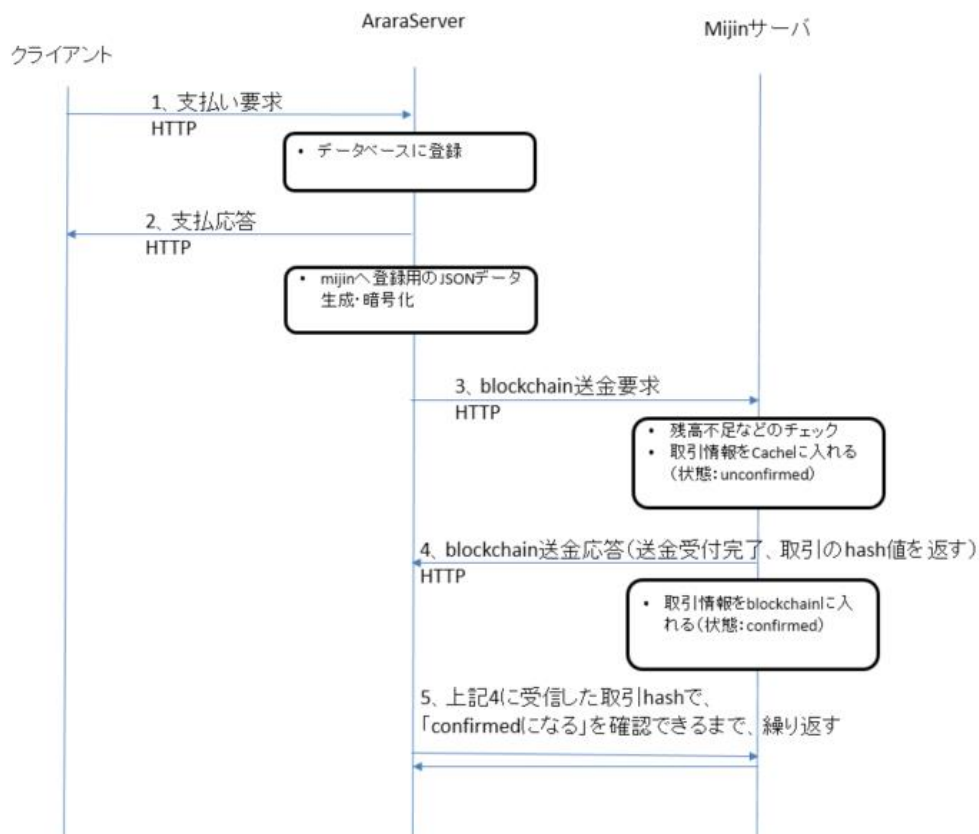 AraraServer
Mijinサーバ
クライアント
1、支払い要求
HTTP
• データベースに登録
2、支払応答
HTTP
• mijinへ登録用のJSONデータ
生成・暗号化
3、blockchain送金要求
HTTP
• 残高不足などのチェック
• 取引情報をCacheに入れる
(状態:unconfirmed)
4、blockchain送金応答(送金受付完了、取引のhash値を返す)
HTTP
• 取引情報をblockchainに入
れる(状態:confirmed)
5、上記4に受信した取引hashで、
「confirmedになる」を確認できるまで、繰り返す